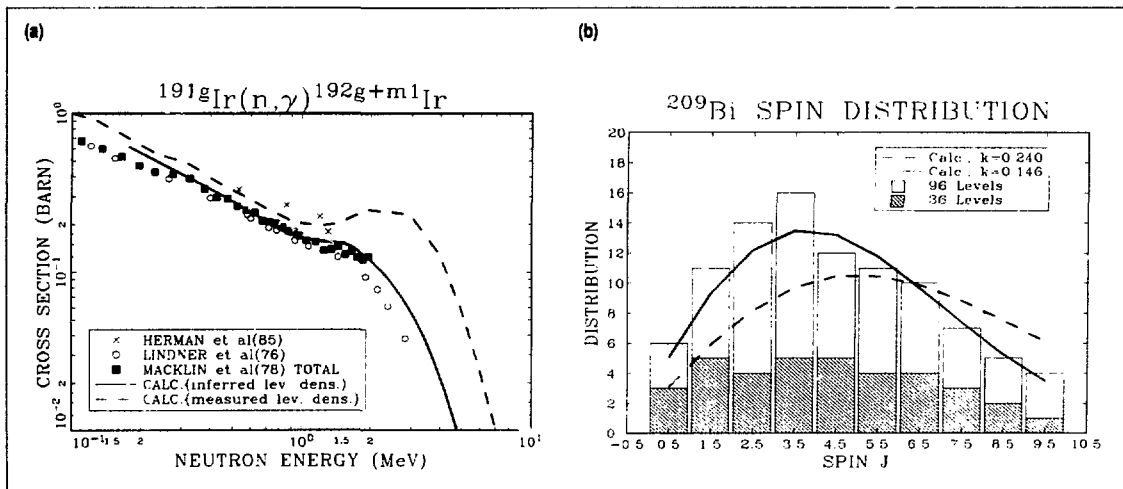 (a)
191gIr(n,γ)192g+m1Ir
CROSS SECTION (BARN)
10⁰
2
10⁻¹
2
10⁻²
× HERMAN et al(85)
○ LINDNER et al(76)
■ MACKLIN et al(78) TOTAL
CALC.(inferred lev. dens.)
CALC.(measured lev. dens.)
10⁻¹ 1 5 2 10⁰ 1.5 2 10¹
NEUTRON ENERGY (MeV)
(b)
209Bi SPIN DISTRIBUTION
DISTRIBUTION
20
18
16
14
12
10
8
6
4
2
0
Calc. k=0 240
Calc. k=0 146
96 Levels
36 Levels
-0 5 0 5 1 5 2 5 3 5 4 5 5 5 6 5 7 5 8 5 9 5 10 5
SPIN J